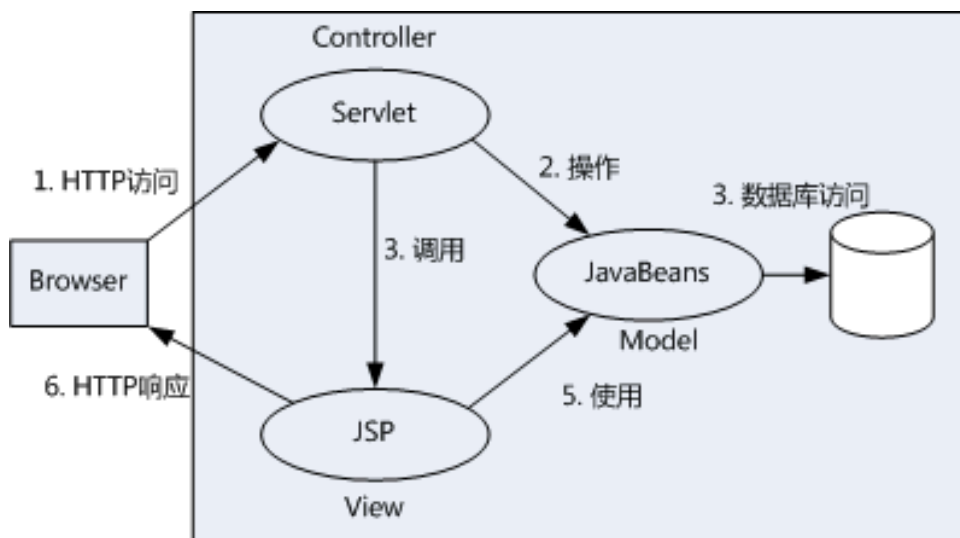 Controller
Servlet
1. HTTP访问
2. 操作
3. 数据库访问
3. 调用
Browser
JavaBeans
Model
6. HTTP响应
5. 使用
JSP
View